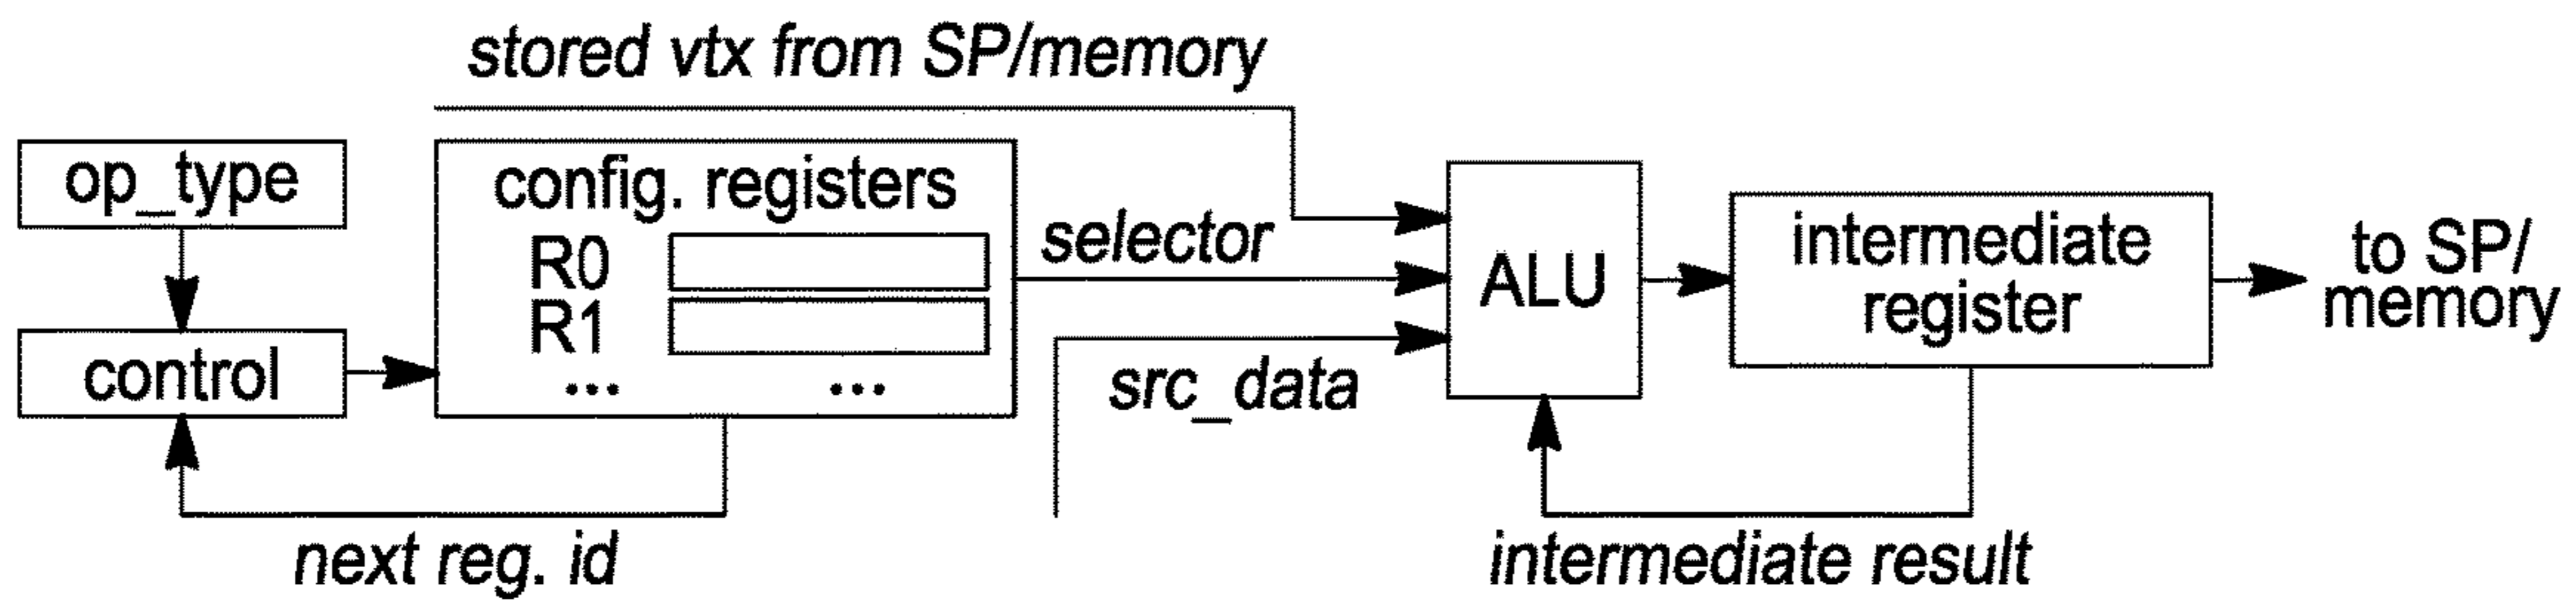 stored vtx from SP/memory
op_type
control
config. registers
R0
R1
... ...
next reg. id
selector
src_data
ALU
intermediate
register
intermediate result
to SP/
memory